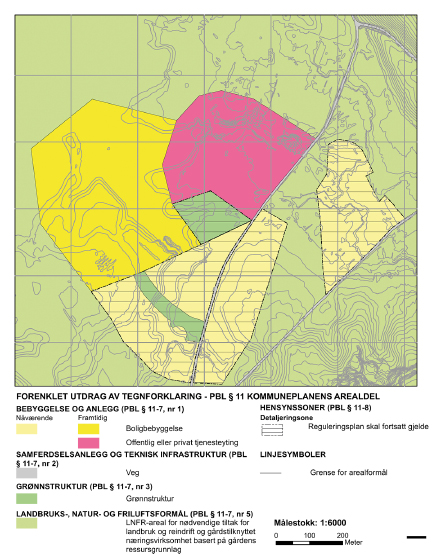 FORENKLET UTDRAG AV TEGNFORKLARING - PBL § 11 KOMMUNEPLANENS AREALDEL
BEBYGGELSE OG ANLEGG (PBL § 11-7, nr 1)
Nåværende Framtidig
Boligbebyggelse
Offentlig eller privat tjenesteyting
SAMFERDSELSANLEGG OG TEKNISK INFRASTRUKTUR (PBL
§ 11-7, nr 2)
Veg
GRØNNSTRUKTUR (PBL § 11-7, nr 3)
Grønnstruktur
LANDBRUKS-, NATUR- OG FRILUFTSFORMÅL (PBL § 11-7, nr 5)
LNFR-areal for nødvendige tiltak for
landbruk og reindrift og gårdstilknyttet
næringsvirksomhet basert på gårdens
ressursgrunnlag
HENSYNSSONER (PBL § 11-8)
Detaljeringsone
Reguleringsplan skal fortsatt gjelde
LINJESYMBOLER
Grense for arealformål
Målestokk: 1:6000
0 50 100 200
Meter